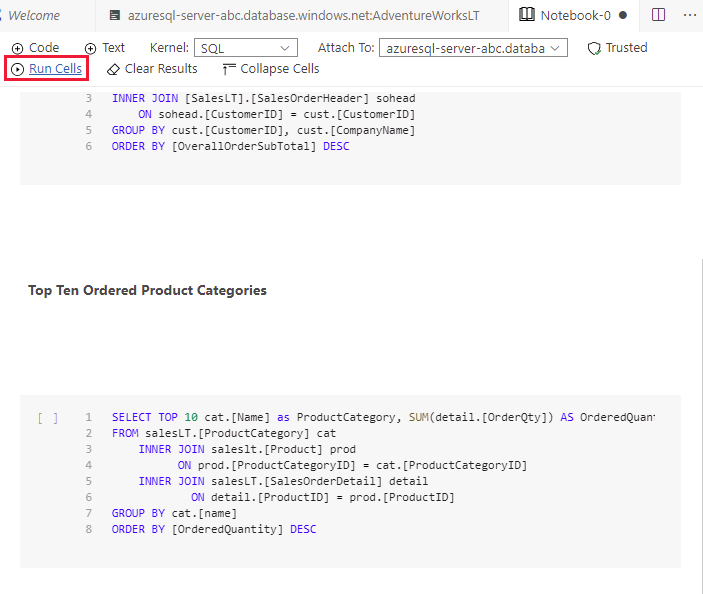 Welcome azuresql-server-abc.database.windows.net:AdventureWorksLT Notebook-0
Code Text Kernel: SQL Attach To: azuresql-server-abc.databa Trusted
Run Cells Clear Results Collapse Cells
3 INNER JOIN [SalesLT].[SalesOrderHeader] sohead
4 ON sohead.[CustomerID] = cust.[CustomerID]
5 GROUP BY cust.[CustomerID], cust.[CompanyName]
6 ORDER BY [OverallOrderSubTotal] DESC
Top Ten Ordered Product Categories
[ ] 1 SELECT TOP 10 cat.[Name] as ProductCategory, SUM(detail.[OrderQty]) AS OrderedQuan
2 FROM salesLT.[ProductCategory] cat
3 INNER JOIN saleslt.[Product] prod
4 ON prod.[ProductCategoryID] = cat.[ProductCategoryID]
5 INNER JOIN salesLT.[SalesOrderDetail] detail
6 ON detail.[ProductID] = prod.[ProductID]
7 GROUP BY cat.[name]
8 ORDER BY [OrderedQuantity] DESC